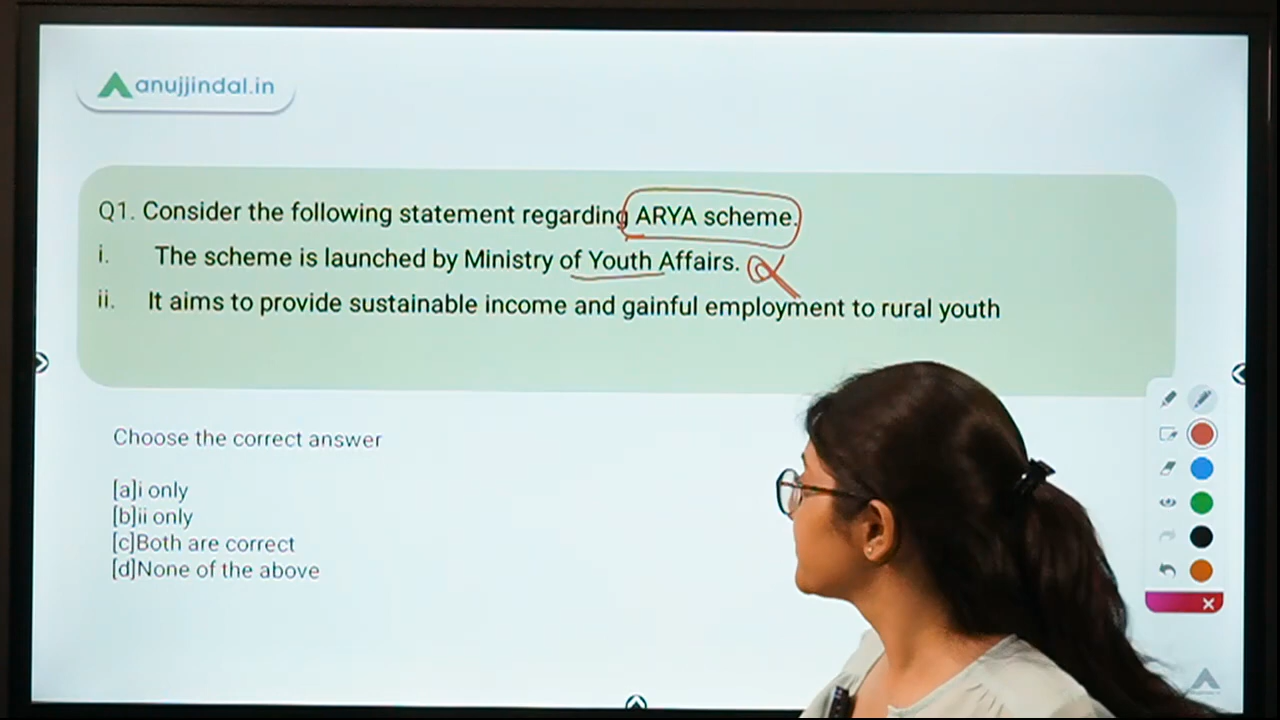 anujjindal.in
Q1. Consider the following statement regarding ARYA scheme.
i. The scheme is launched by Ministry of Youth Affairs.
ii. It aims to provide sustainable income and gainful employment to rural youth
Choose the correct answer
[a]i only
[b]ii only
[c]Both are correct
[d]None of the above